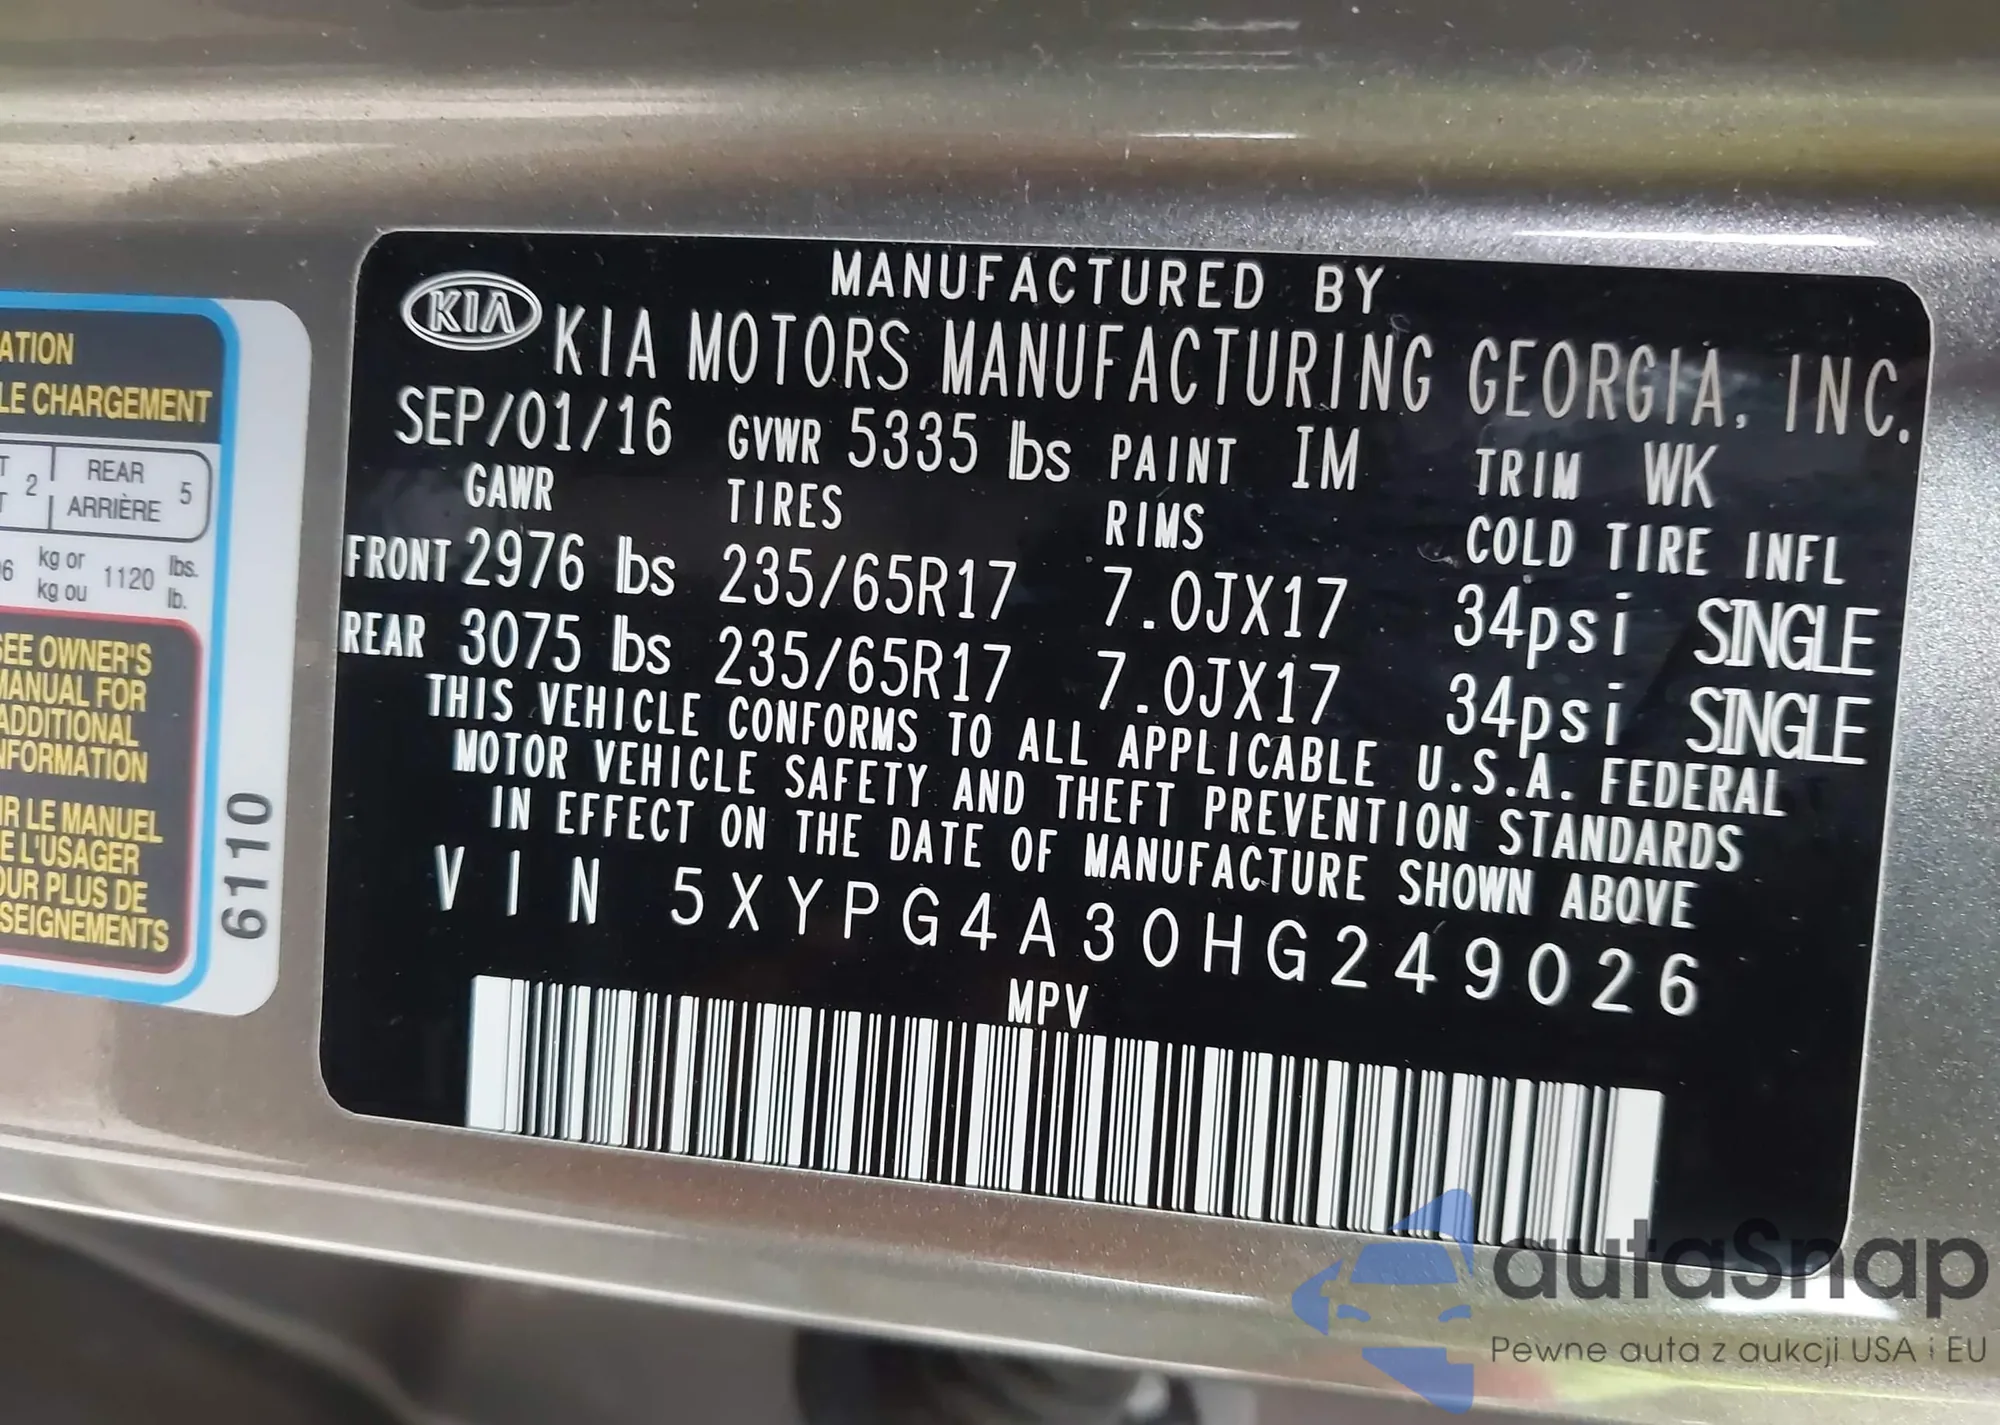 ATION
LE CHARGEMENT
2 REAR 5
ARRIÈRE
kg or 1120 lbs.
kg ou lb.
SEE OWNER'S
MANUAL FOR
ADDITIONAL
INFORMATION
LE MANUEL
L'USAGER
PLUS DE
SEIGNEMENTS
6110
MANUFACTURED BY
KIA KIA MOTORS MANUFACTURING GEORGIA, INC.
SEP/01/16 GVWR 5335 lbs PAINT IM TRIM WK
GAWR TIRES RIMS COLD TIRE INFL
FRONT 2976 lbs 235/65R17 7.0JX17 34psi SINGLE
REAR 3075 lbs 235/65R17 7.0JX17 34psi SINGLE
THIS VEHICLE CONFORMS TO ALL APPLICABLE U.S.A. FEDERAL
MOTOR VEHICLE SAFETY AND THEFT PREVENTION STANDARDS
IN EFFECT ON THE DATE OF MANUFACTURE SHOWN ABOVE
VIN 5XYPG4A30HG249026
MPV
autaSnap
Pewne auta z aukcji USA i EU